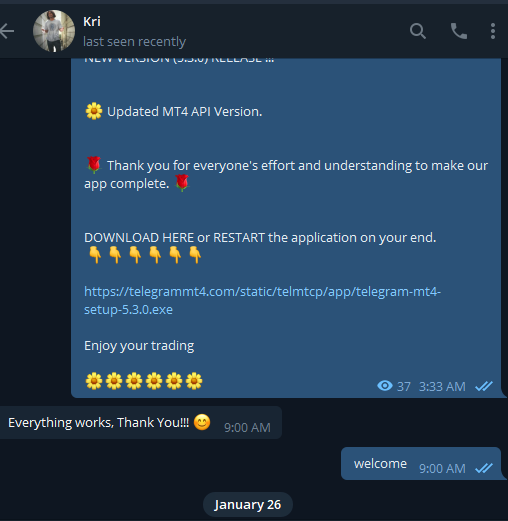 Kri
last seen recently
NEW VERSION (5.3.0) RELEASE !!!
🌼 Updated MT4 API Version.
🌹 Thank you for everyone's effort and understanding to make our
app complete. 🌹
DOWNLOAD HERE or RESTART the application on your end.
👇👇👇👇👇👇
https://telegrammt4.com/static/telmtcp/app/telegram-mt4-
setup-5.3.0.exe
Enjoy your trading
🌼🌼🌼🌼🌼🌼
37 3:33 AM
Everything works, Thank You!!! 😊 9:00 AM
welcome 9:00 AM
January 26